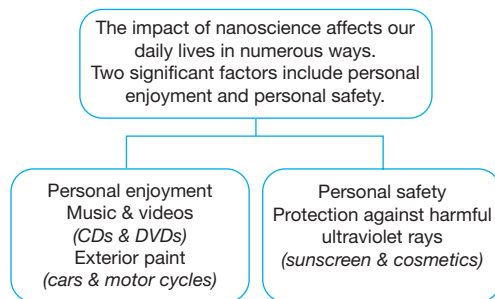 The impact of nanoscience affects our
daily lives in numerous ways.
Two significant factors include personal
enjoyment and personal safety.
Personal enjoyment
Music & videos
(CDs & DVDs)
Exterior paint
(cars & motor cycles)
Personal safety
Protection against harmful
ultraviolet rays
(sunscreen & cosmetics)